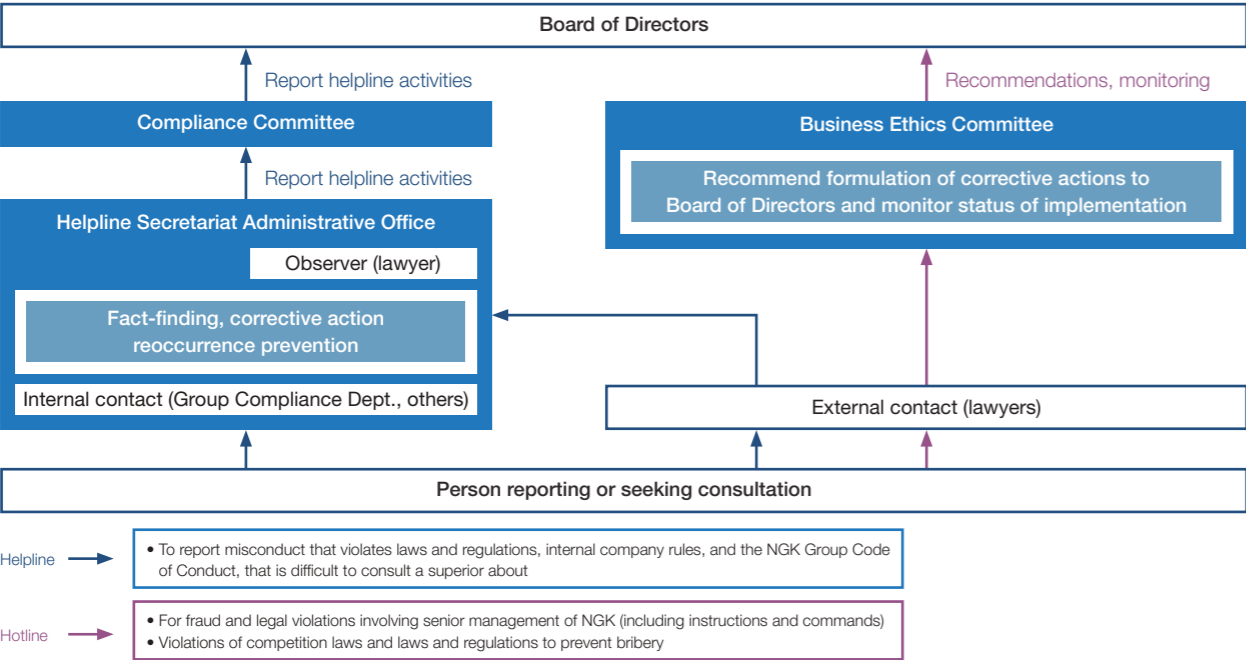 Board of Directors
Report helpline activities
Recommendations, monitoring
Compliance Committee
Business Ethics Committee
Recommend formulation of corrective actions to
Board of Directors and monitor status of implementation
Report helpline activities
Helpline Secretariat Administrative Office
Observer (lawyer)
Fact-finding, corrective action
reoccurrence prevention
Internal contact (Group Compliance Dept., others)
External contact (lawyers)
Person reporting or seeking consultation
Helpline
• To report misconduct that violates laws and regulations, internal company rules, and the NGK Group Code
of Conduct, that is difficult to consult a superior about
Hotline
• For fraud and legal violations involving senior management of NGK (including instructions and commands)
• Violations of competition laws and laws and regulations to prevent bribery